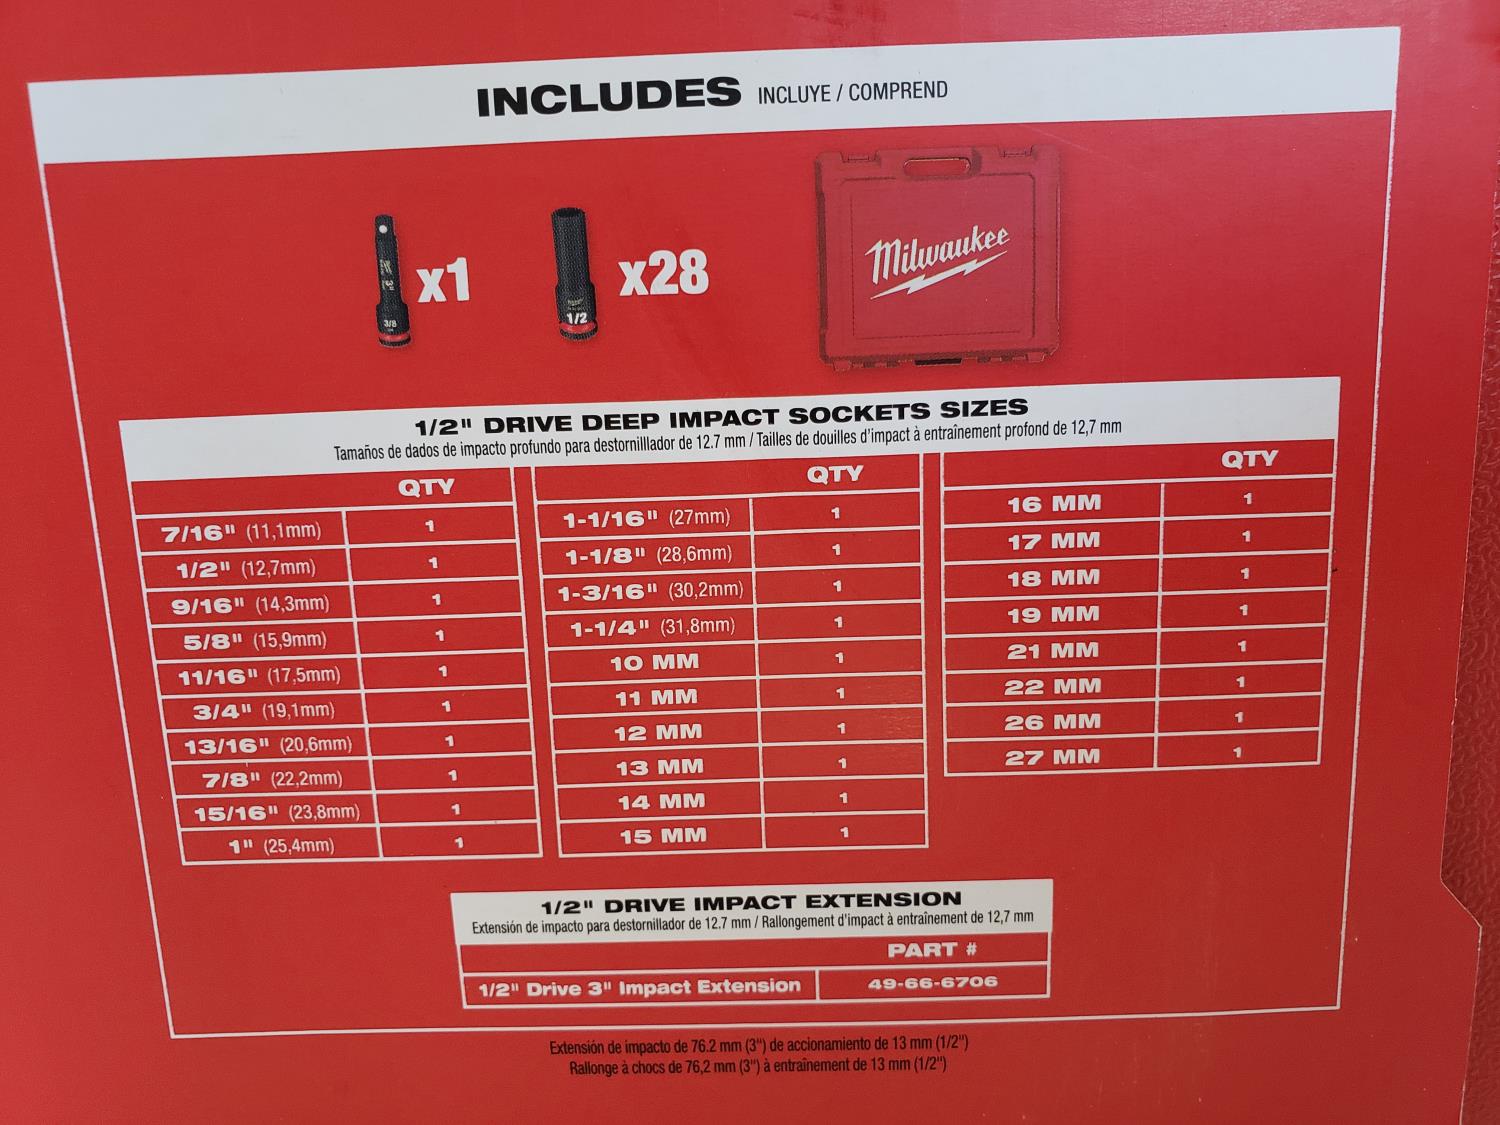 INCLUDES INCLUYE / COMPREND
3"
3/8
x1
1/2
x28
Milwaukee
1/2" DRIVE DEEP IMPACT SOCKETS SIZES
Tamaños de dados de impacto profundo para destornilllador de 12.7 mm / Tailles de douilles d'impact à entraînement profond de 12,7 mm
QTY
7/16" (11,1mm) 1
1/2" (12,7mm) 1
9/16" (14,3mm) 1
5/8" (15,9mm) 1
11/16" (17,5mm) 1
3/4" (19,1mm) 1
13/16" (20,6mm) 1
7/8" (22,2mm) 1
15/16" (23,8mm) 1
1" (25,4mm) 1
QTY
1-1/16" (27mm) 1
1-1/8" (28,6mm) 1
1-3/16" (30,2mm) 1
1-1/4" (31,8mm) 1
10 MM 1
11 MM 1
12 MM 1
13 MM 1
14 MM 1
15 MM 1
QTY
16 MM 1
17 MM 1
18 MM 1
19 MM 1
21 MM 1
22 MM 1
26 MM 1
27 MM 1
1/2" DRIVE IMPACT EXTENSION
Extensión de impacto para destornillador de 12.7 mm / Rallongement d'impact à entraînement de 12,7 mm
PART #
1/2" Drive 3" Impact Extension 49-66-6706
Extensión de impacto de 76.2 mm (3") de accionamiento de 13 mm (1/2")
Rallonge à chocs de 76,2 mm (3") à entraînement de 13 mm (1/2")